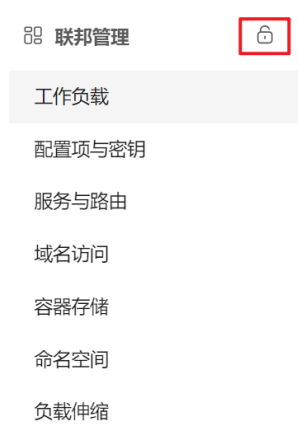 联邦管理
工作负载
配置项与密钥
服务与路由
域名访问
容器存储
命名空间
负载伸缩